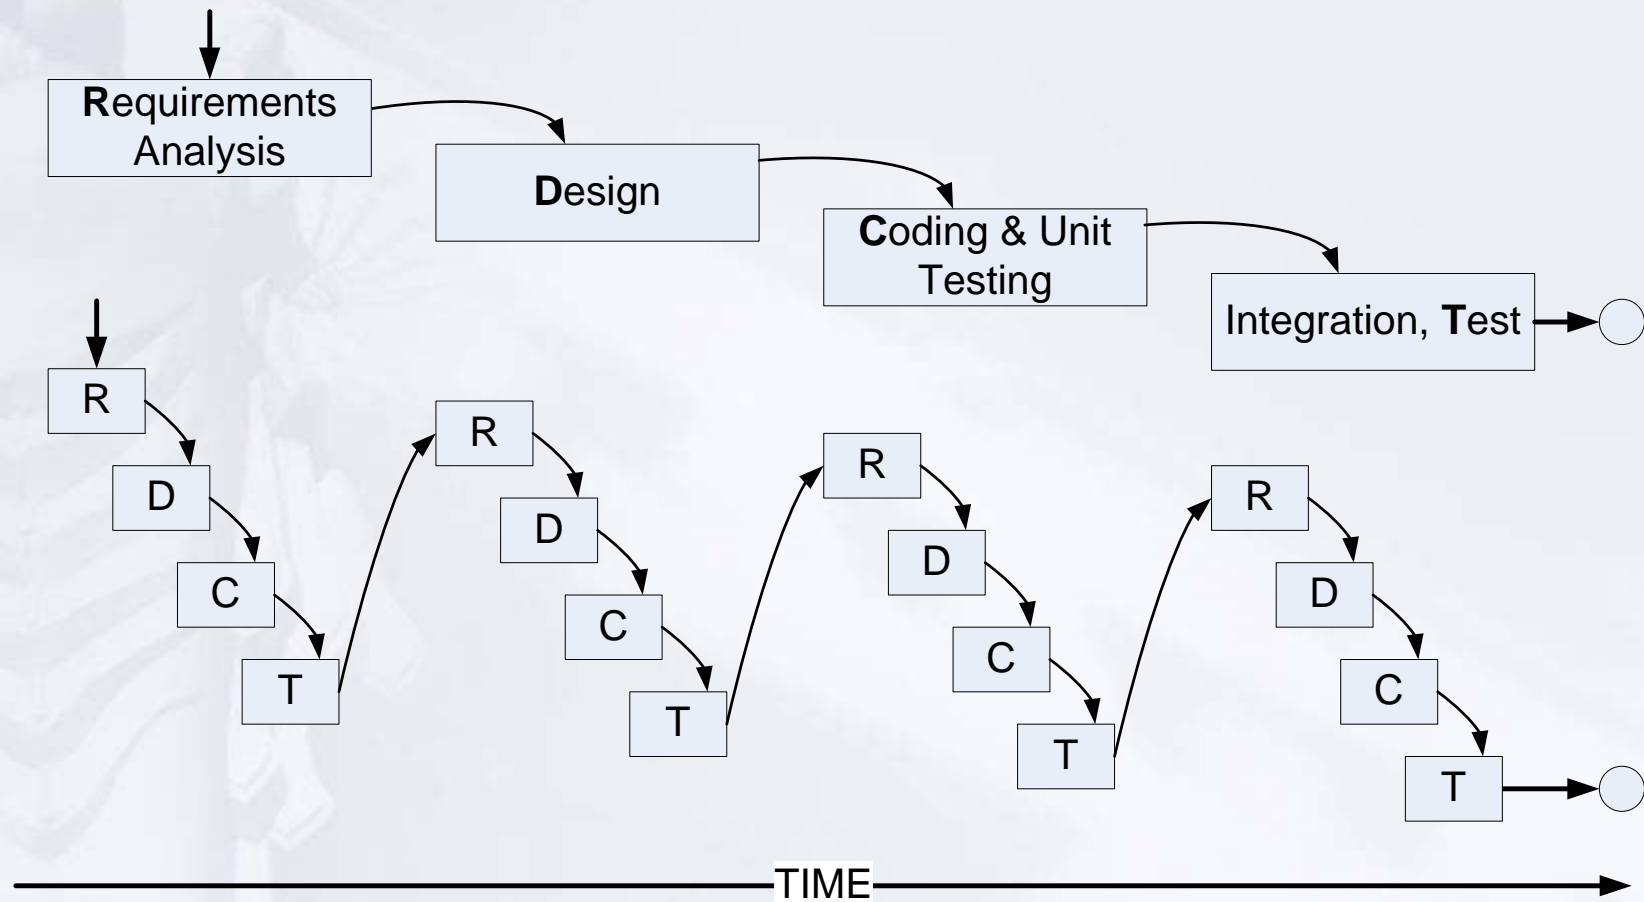 Requirements
Analysis
Design
Coding & Unit
Testing
Integration, Test
R
D
C
T
R
D
C
T
R
D
C
T
R
D
C
T
TIME